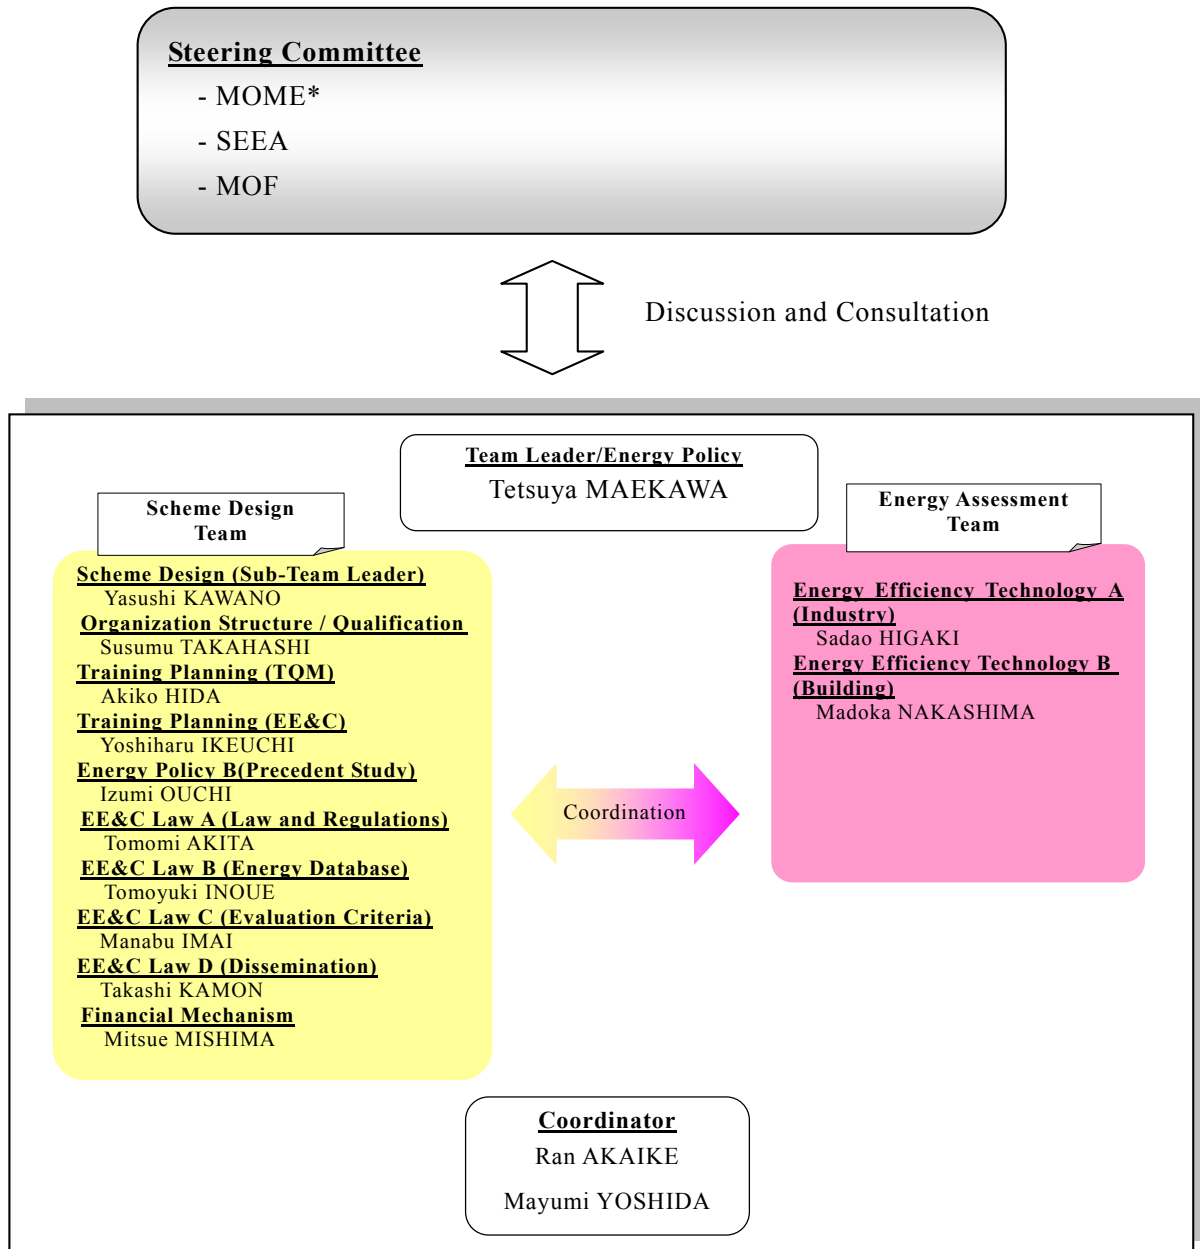 Steering Committee
- MOME*
- SEEA
- MOF
Discussion and Consultation
Team Leader/Energy Policy
Tetsuya MAEKAWA
Scheme Design
Team
Scheme Design (Sub-Team Leader)
Yasushi KAWANO
Organization Structure / Qualification
Susumu TAKAHASHI
Training Planning (TQM)
Akiko HIDA
Training Planning (EE&C)
Yoshiharu IKEUCHI
Energy Policy B(Precedent Study)
Izumi OUCHI
EE&C Law A (Law and Regulations)
Tomomi AKITA
EE&C Law B (Energy Database)
Tomoyuki INOUE
EE&C Law C (Evaluation Criteria)
Manabu IMAI
EE&C Law D (Dissemination)
Takashi KAMON
Financial Mechanism
Mitsue MISHIMA
Coordination
Energy Assessment
Team
Energy Efficiency Technology A
(Industry)
Sadao HIGAKI
Energy Efficiency Technology B
(Building)
Madoka NAKASHIMA
Coordinator
Ran AKAIKE
Mayumi YOSHIDA